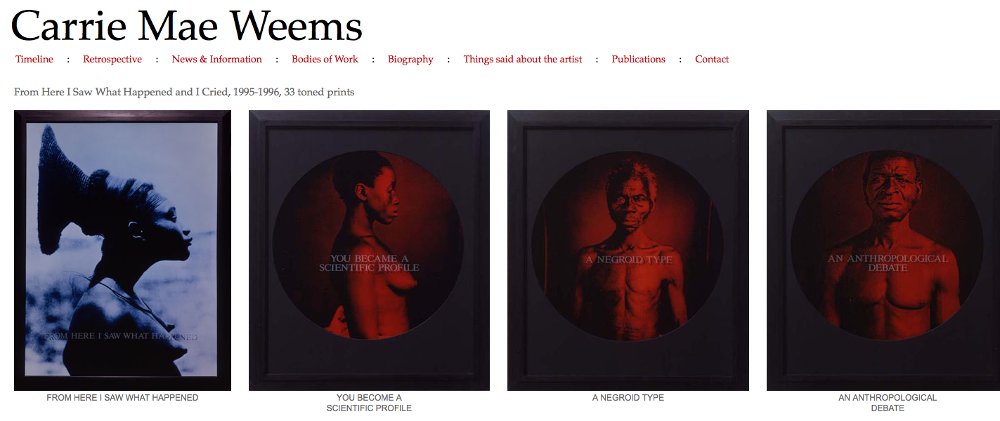 Carrie Mae Weems
Timeline : Retrospective : News & Information : Bodies of Work : Biography : Things said about the artist : Publications : Contact
From Here I Saw What Happened and I Cried, 1995-1996, 33 toned prints
FROM HERE I SAW WHAT HAPPENED
YOU BECAME A
SCIENTIFIC PROFILE
A NEGROID TYPE
AN ANTHROPOLOGICAL
DEBATE
FROM HERE I SAW WHAT HAPPENED
YOU BECOME A
SCIENTIFIC PROFILE
A NEGROID TYPE
AN ANTHROPOLOGICAL
DEBATE